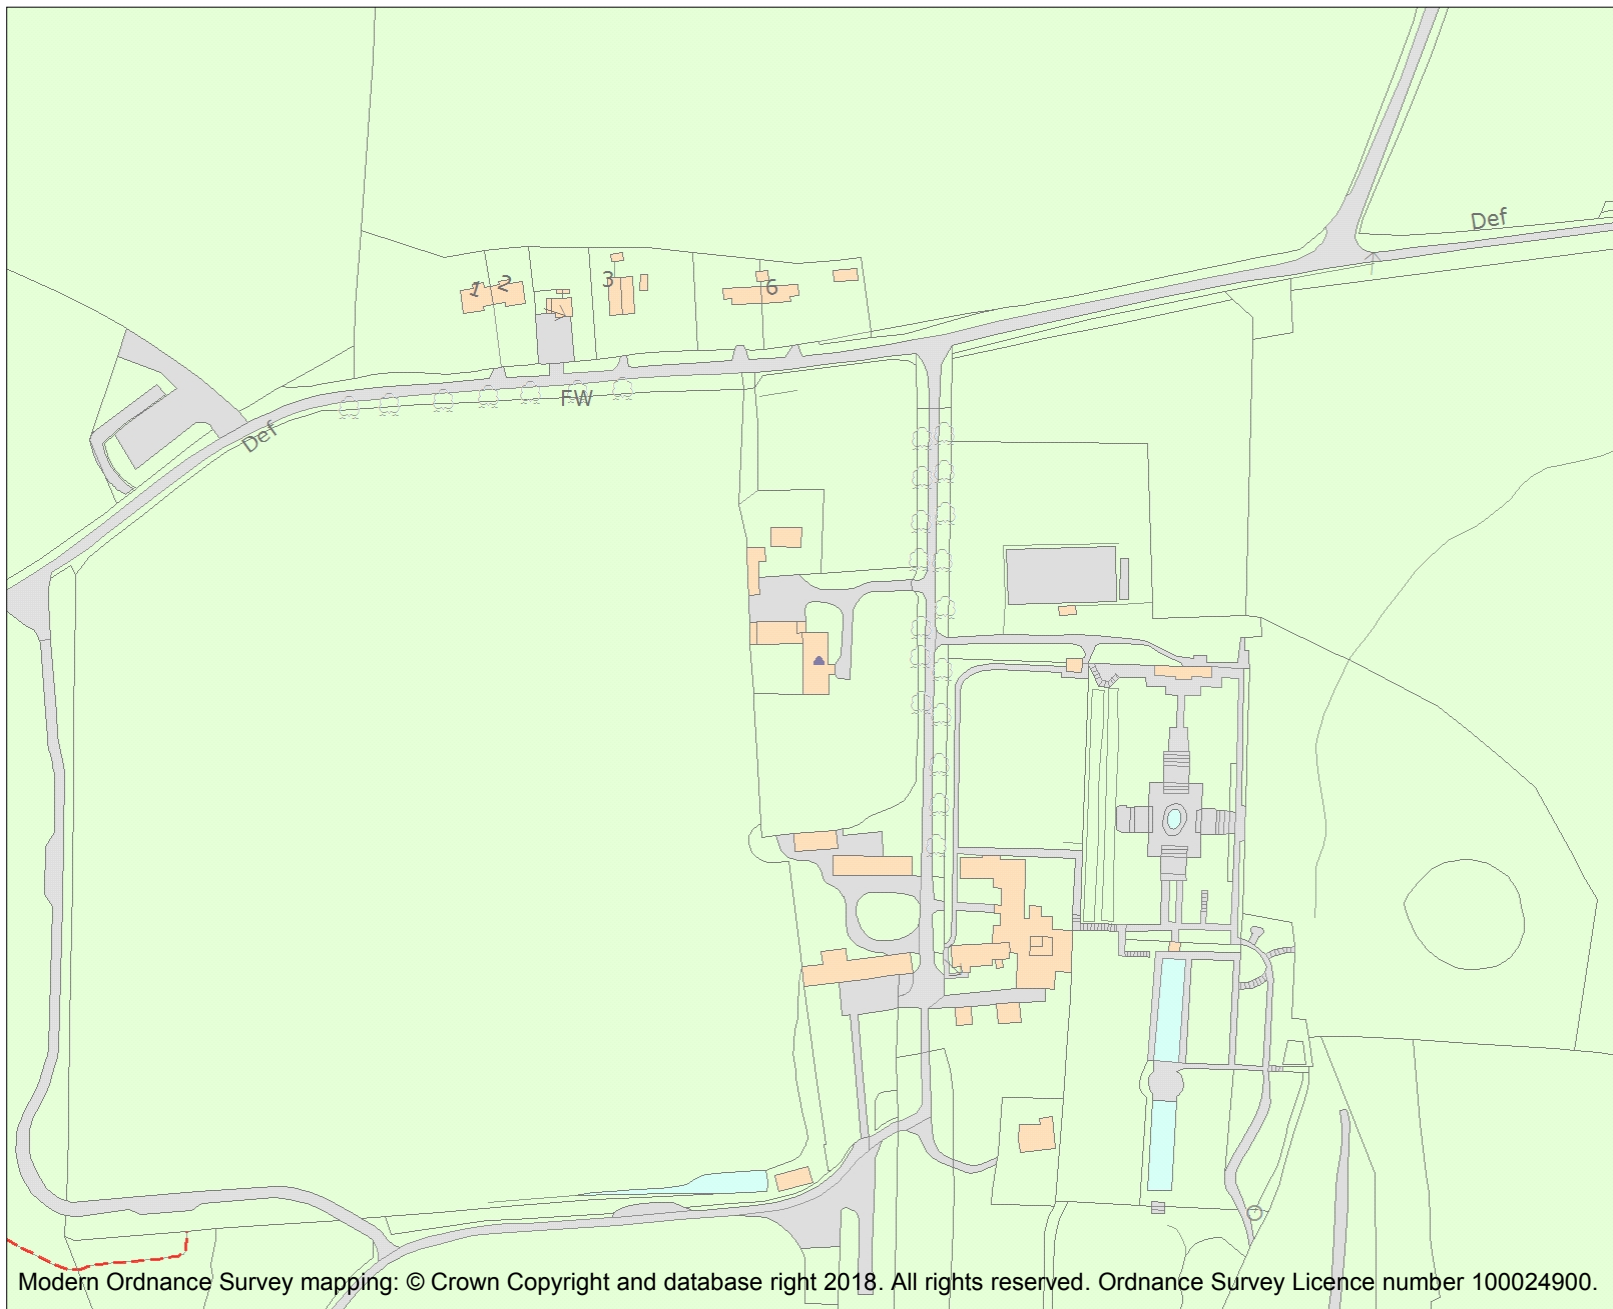 Def
1
2
3
6
FW
Def
Modern Ordnance Survey mapping: © Crown Copyright and database right 2018. All rights reserved. Ordnance Survey Licence number 100024900.